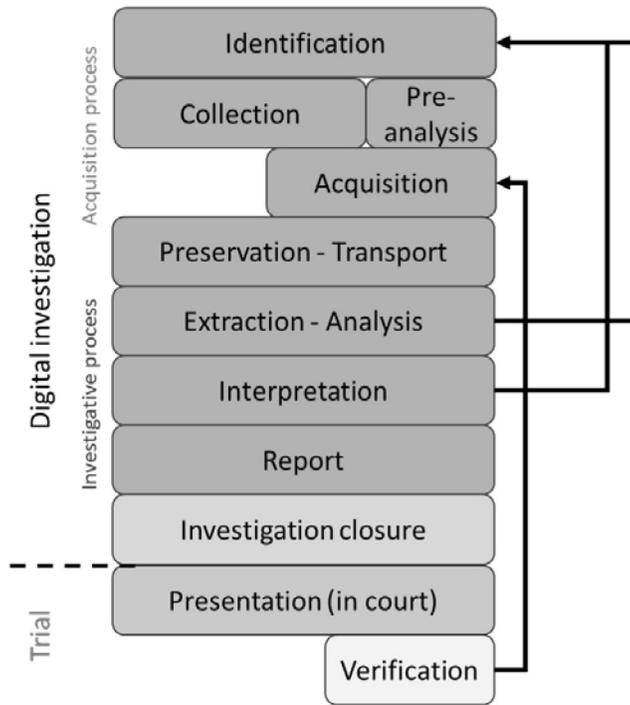 Identification
Collection
Pre-
analysis
Acquisition
Preservation - Transport
Extraction - Analysis
Interpretation
Report
Investigation closure
Presentation (in court)
Verification
Digital investigation
Acquisition process
Investigative process
Trial